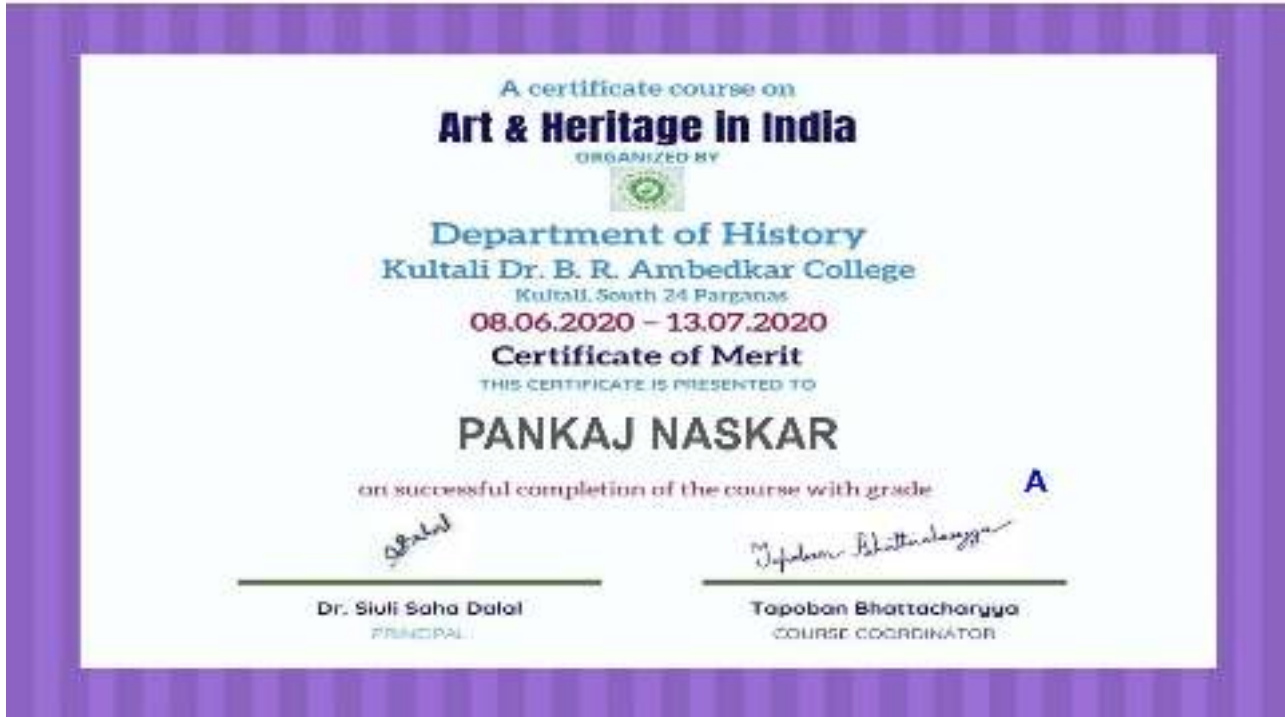 A certificate course on
Art & Heritage in India
ORGANIZED BY
Department of History
Kultali Dr. B. R. Ambedkar College
Kultali, South 24 Parganas
08.06.2020 – 13.07.2020
Certificate of Merit
THIS CERTIFICATE IS PRESENTED TO
PANKAJ NASKAR
on successful completion of the course with grade A
Tapoban Bhattacharyya
Dr. Siuli Saha Dalal
Tapoban Bhattacharyya
PRINCIPAL
COURSE COORDINATOR